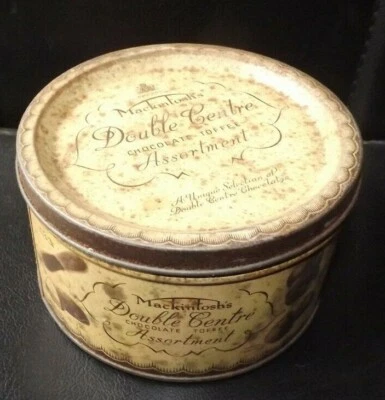 Mackintosh's
Double Centre
CHOCOLATE TOFFEE
Assortment
A Unique Selection of
Double Centre Chocolates
Mackintosh's
Double Centre
CHOCOLATE TOFFEE
Assortment